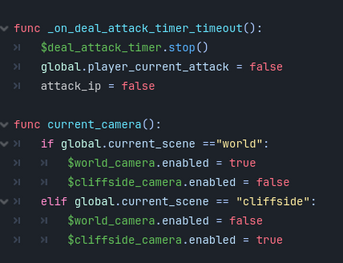 func _on_deal_attack_timer_timeout():
    $deal_attack_timer.stop()
    global.player_current_attack = false
    attack_ip = false
func current_camera():
    if global.current_scene =="world":
        $world_camera.enabled = true
        $cliffside_camera.enabled = false
    elif global.current_scene == "cliffside":
        $world_camera.enabled = false
        $cliffside_camera.enabled = true